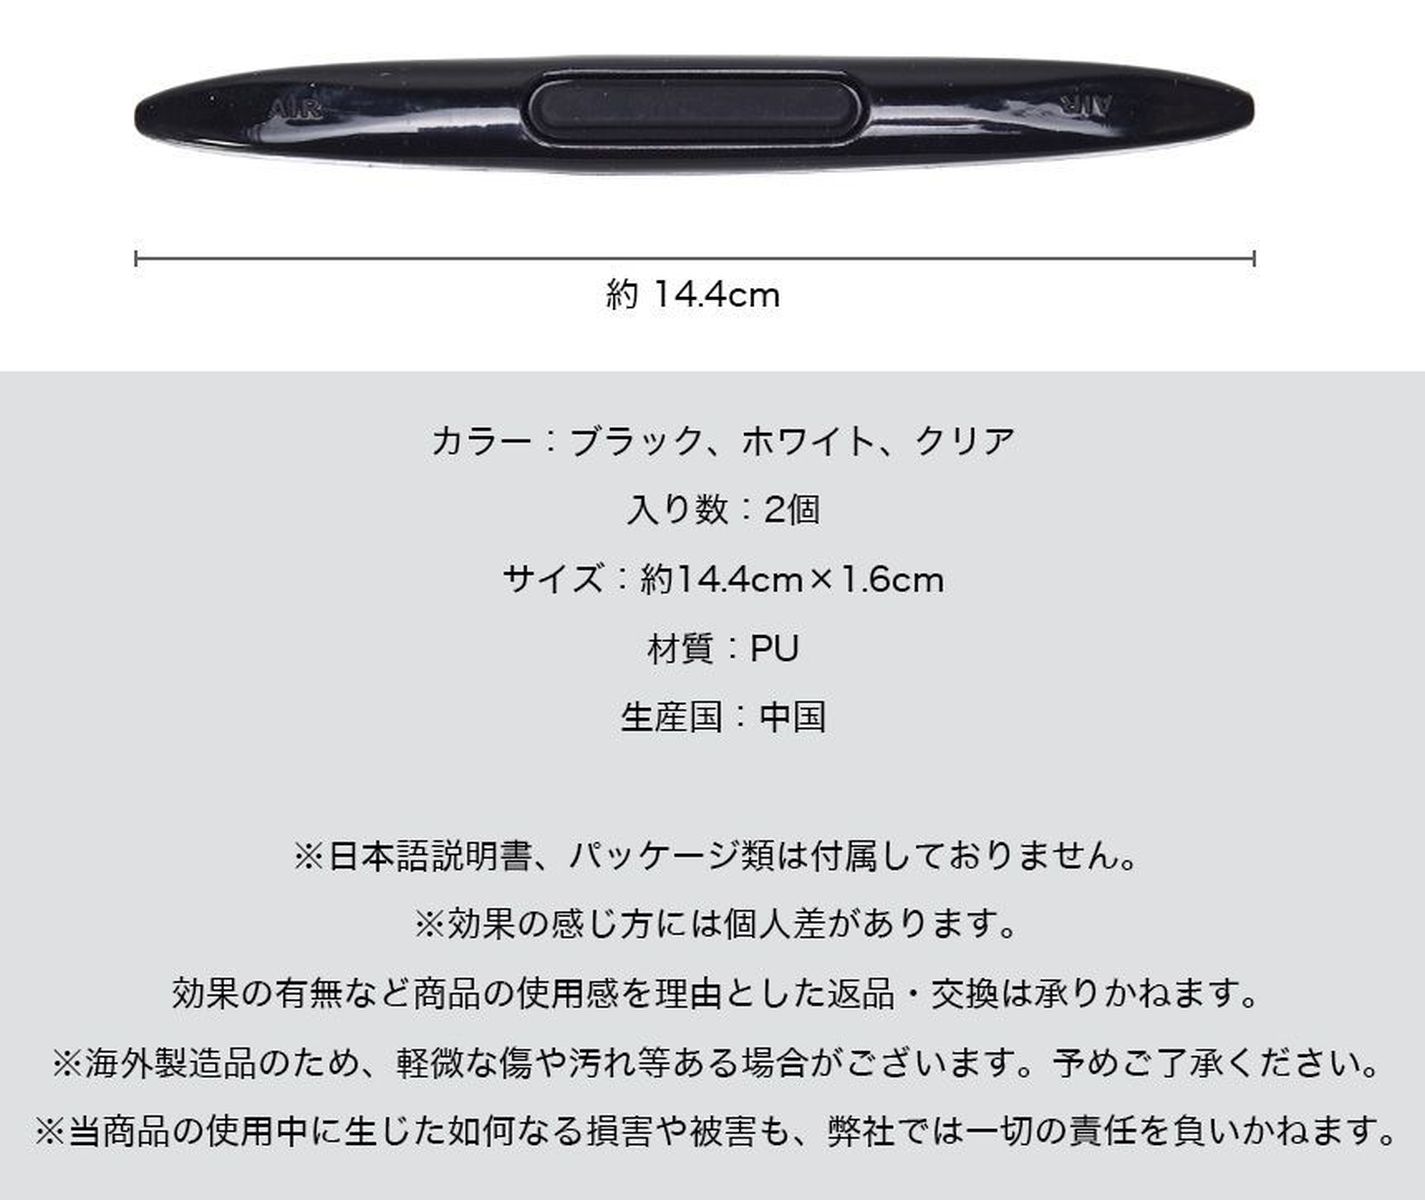 AIR
AIR
約 14.4cm
カラー：ブラック、ホワイト、クリア
入り数：2個
サイズ：約14.4cm×1.6cm
材質：PU
生産国：中国
※日本語説明書、パッケージ類は付属しておりません。
※効果の感じ方には個人差があります。
効果の有無など商品の使用感を理由とした返品・交換は承りかねます。
※海外製造品のため、軽微な傷や汚れ等ある場合がございます。予めご了承ください。
※当商品の使用中に生じた如何なる損害や被害も、弊社では一切の責任を負いかねます。